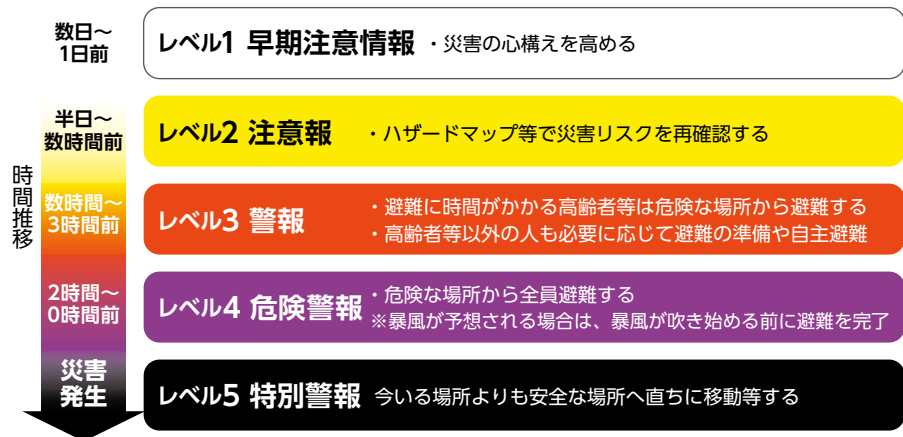 数日～
1日前
レベル1 早期注意情報 ・災害の心構えを高める
時間推移
半日～
数時間前
レベル2 注意報 ・ハザードマップ等で災害リスクを再確認する
数時間～
3時間前
レベル3 警報
・避難に時間がかかる高齢者等は危険な場所から避難する
・高齢者等以外の人も必要に応じて避難の準備や自主避難
2時間～
0時間前
レベル4 危険警報
・危険な場所から全員避難する
※暴風が予想される場合は、暴風が吹き始める前に避難を完了
災害
発生
レベル5 特別警報 今いる場所よりも安全な場所へ直ちに移動等する